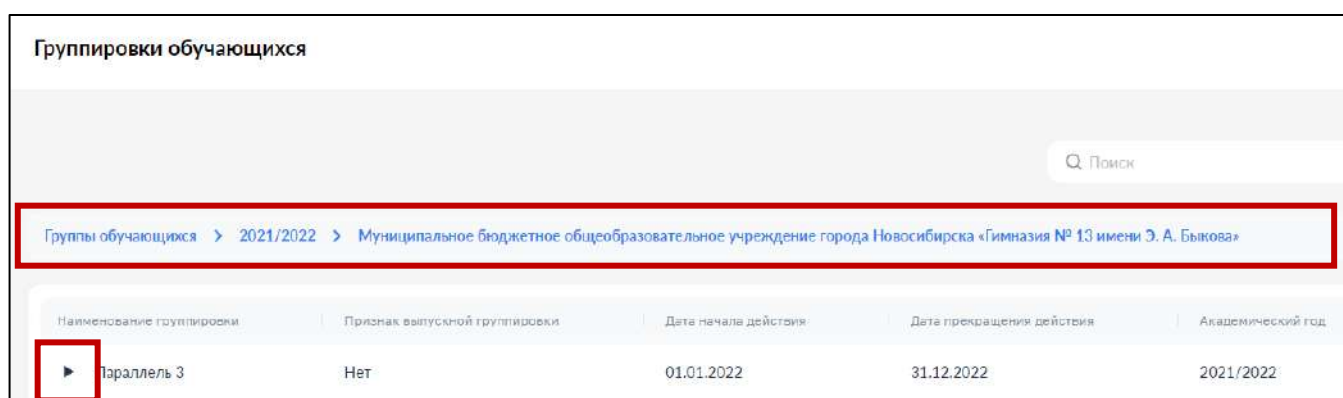 Группировки обучающихся
Поиск
Группы обучающихся > 2021/2022 > Муниципальное бюджетное общеобразовательное учреждение города Новосибирска «Гимназия № 13 имени Э. А. Быкова»
Наименование группировки Признак выпускной группировки Дата начала действия Дата прекращения действия Академический год
Параллель 3 Нет 01.01.2022 31.12.2022 2021/2022